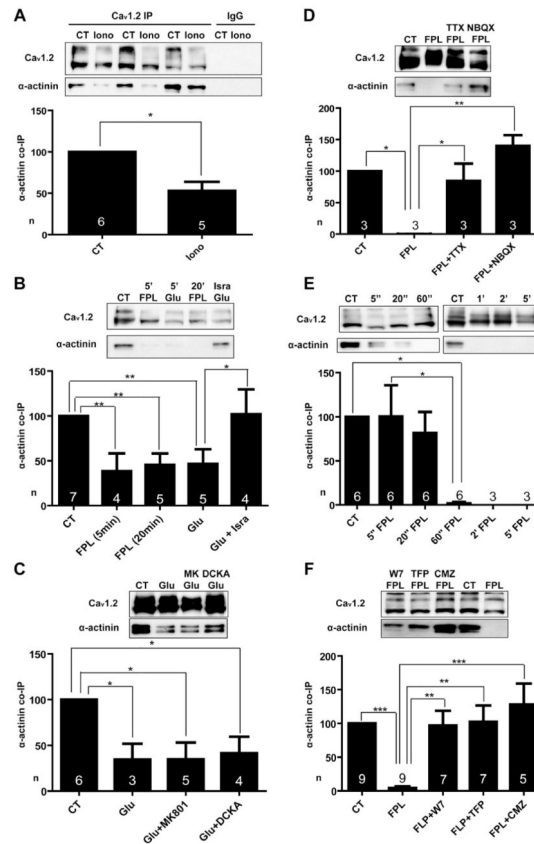 A
Caᵥ1.2 IP IgG
CT Iono CT Iono CT Iono CT Iono
Caᵥ1.2
α-actinin
α-actinin co-IP
150
100
50
0
*
n 6 5
CT Iono
B
5' 5' 20' Isra
CT FPL Glu FPL Glu
Caᵥ1.2
α-actinin
α-actinin co-IP
150
100
50
0
**
**
**
*
n 7 4 5 5 4
CT FPL (5min) FPL (20min) Glu Glu + Isra
C
MK DCKA
CT Glu Glu Glu
Caᵥ1.2
α-actinin
α-actinin co-IP
150
100
50
0
*
*
*
n 6 3 5 4
CT Glu Glu+MK801 Glu+DCKA
D
TTX NBQX
CT FPL FPL FPL
Caᵥ1.2
α-actinin
α-actinin co-IP
200
150
100
50
0
**
*
*
n 3 3 3 3
CT FPL FPL+TTX FPL+NBQX
E
CT 5" 20" 60" CT 1' 2' 5'
Caᵥ1.2
α-actinin
α-actinin co-IP
150
100
50
0
*
*
n 6 6 6 6 3 3
CT 5" FPL 20" FPL 60" FPL 2' FPL 5' FPL
F
W7 TFP CMZ
FPL FPL FPL CT FPL
Caᵥ1.2
α-actinin
α-actinin co-IP
200
150
100
50
0
***
**
**
***
n 9 9 7 7 5
CT FPL FLP+W7 FLP+TFP FPL+CMZ